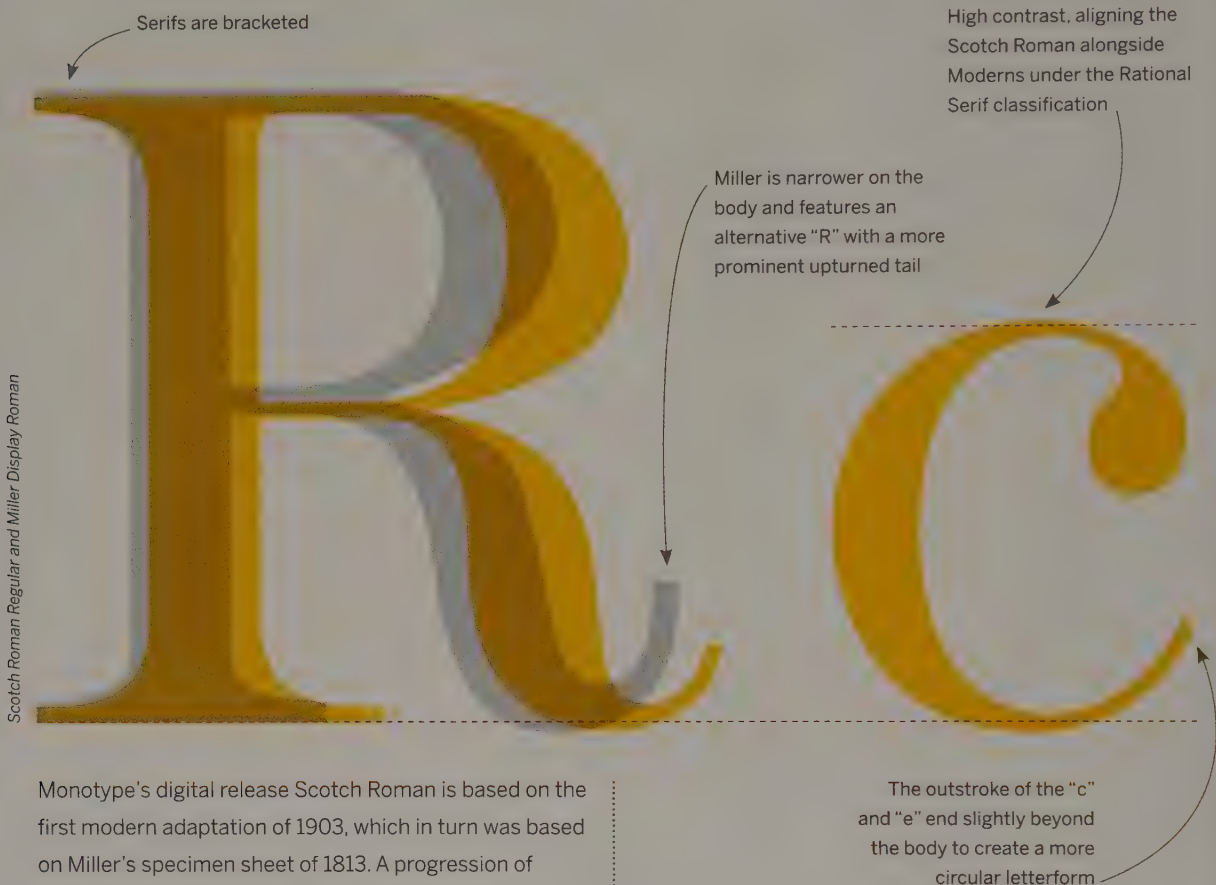 Serifs are bracketed
High contrast, aligning the
Scotch Roman alongside
Moderns under the Rational
Serif classification
Miller is narrower on the
body and features an
alternative “R” with a more
prominent upturned tail
R
c
Scotch Roman Regular and Miller Display Roman
Monotype’s digital release Scotch Roman is based on the
first modern adaptation of 1903, which in turn was based
on Miller’s specimen sheet of 1813. A progression of
The outstroke of the “c”
and “e” end slightly beyond
the body to create a more
circular letterform